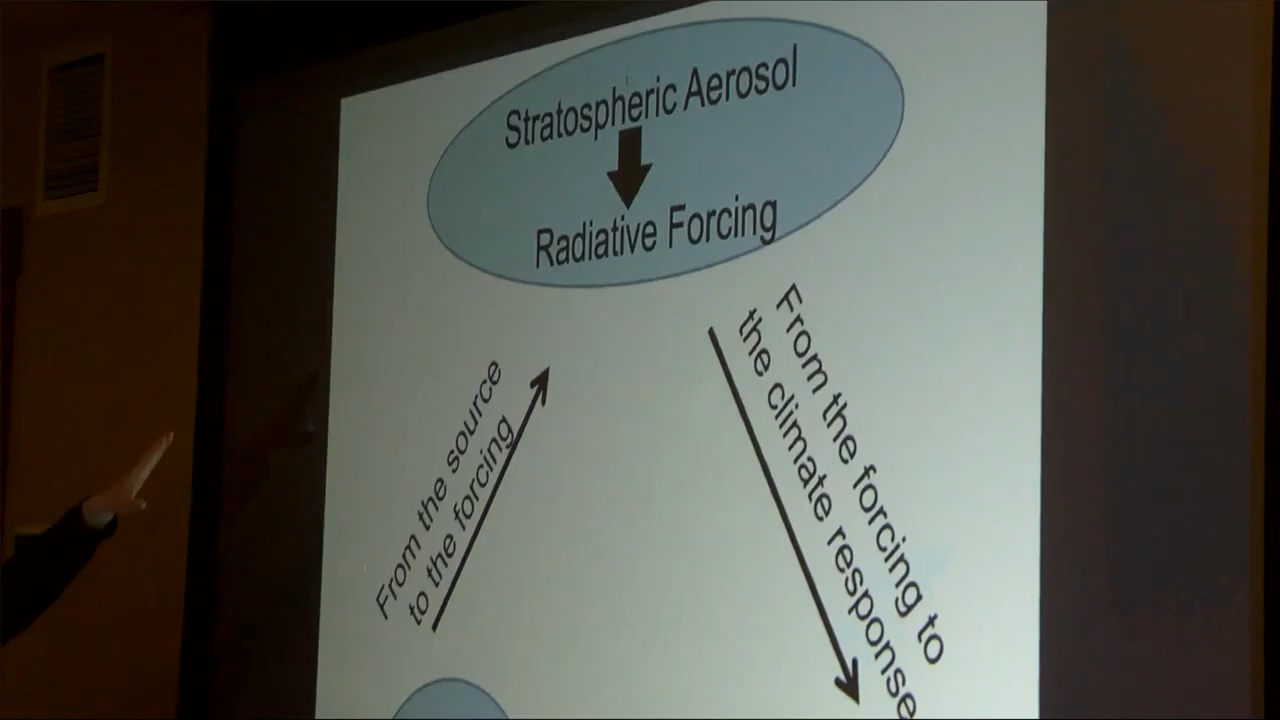 Stratospheric Aerosol
Radiative Forcing
From the source
to the forcing
From the forcing to
the climate response